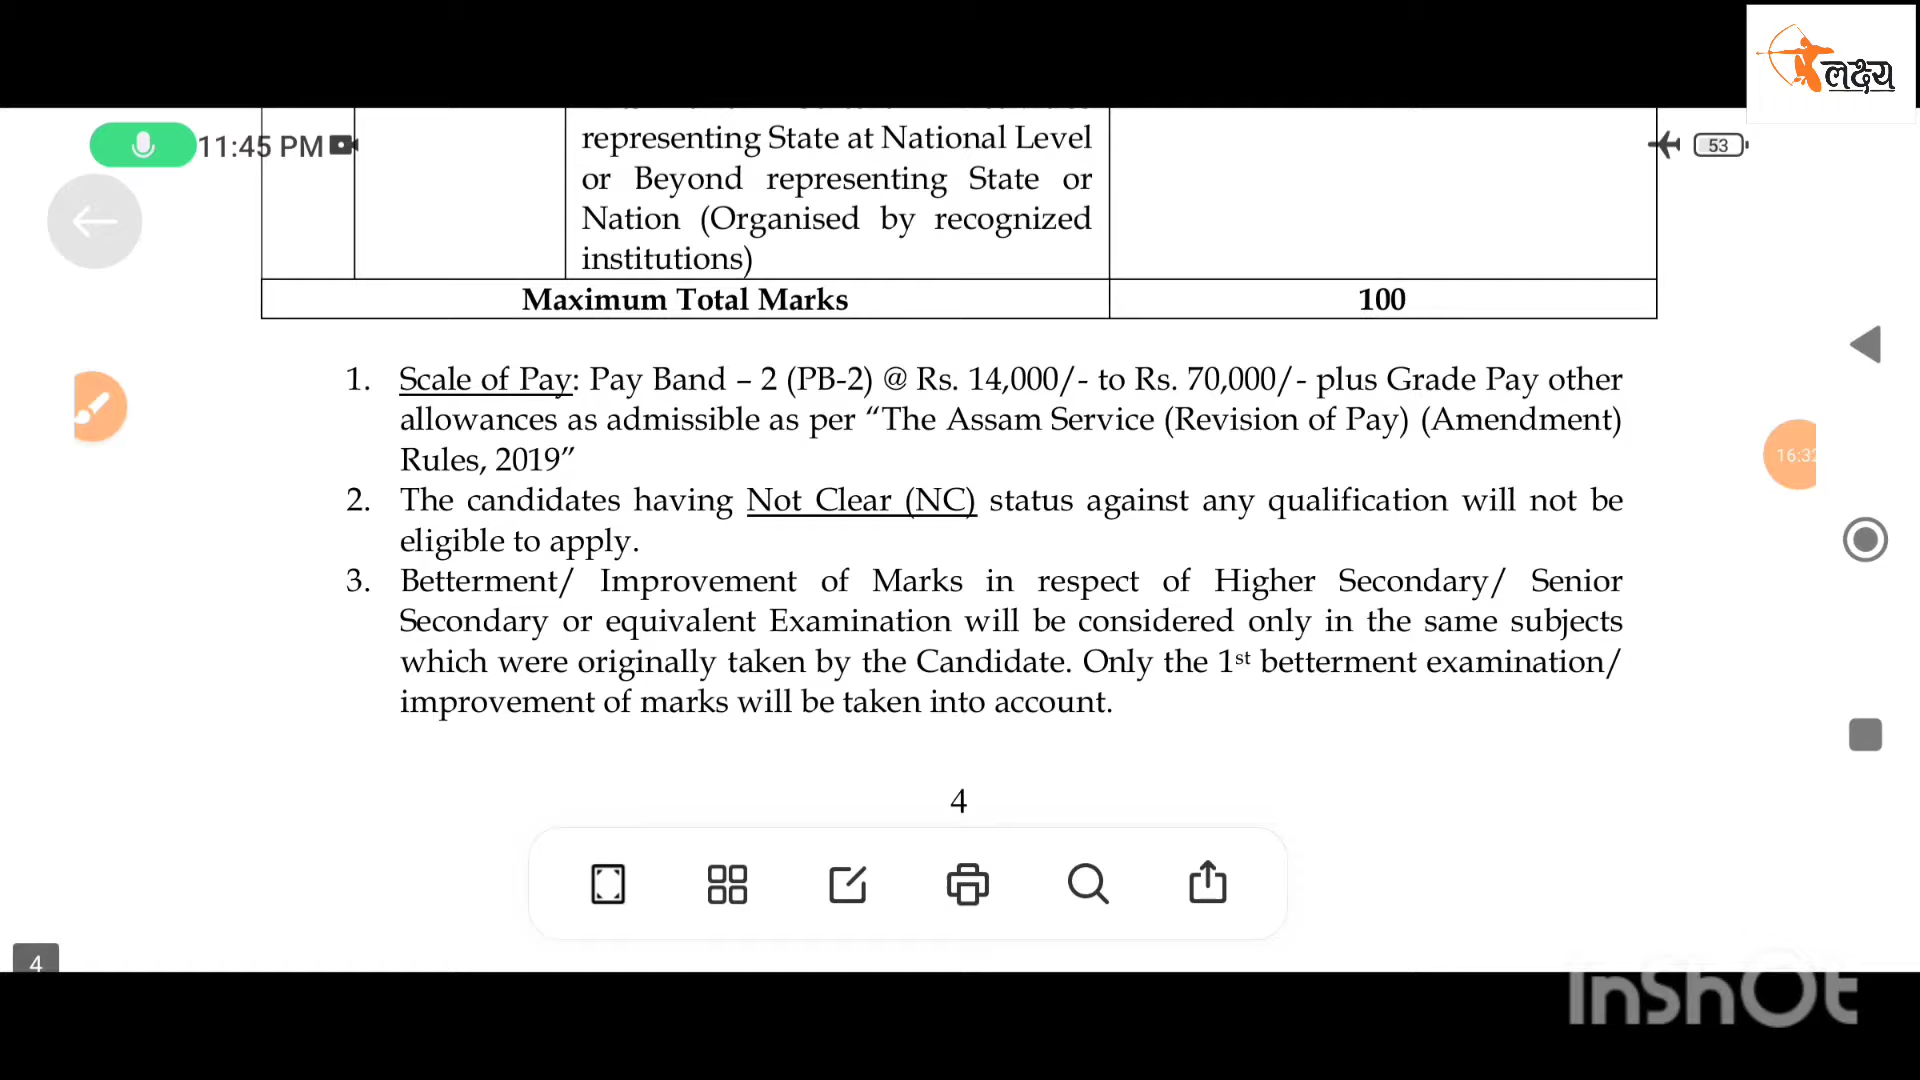 लक्ष्य
11:45 PM
53
representing State at National Level
or Beyond representing State or
Nation (Organised by recognized
institutions)
Maximum Total Marks 100
1. Scale of Pay: Pay Band – 2 (PB-2) @ Rs. 14,000/- to Rs. 70,000/- plus Grade Pay other
allowances as admissible as per “The Assam Service (Revision of Pay) (Amendment)
Rules, 2019”
16:32
2. The candidates having Not Clear (NC) status against any qualification will not be
eligible to apply.
3. Betterment/ Improvement of Marks in respect of Higher Secondary/ Senior
Secondary or equivalent Examination will be considered only in the same subjects
which were originally taken by the Candidate. Only the 1st betterment examination/
improvement of marks will be taken into account.
4
4
InShOt